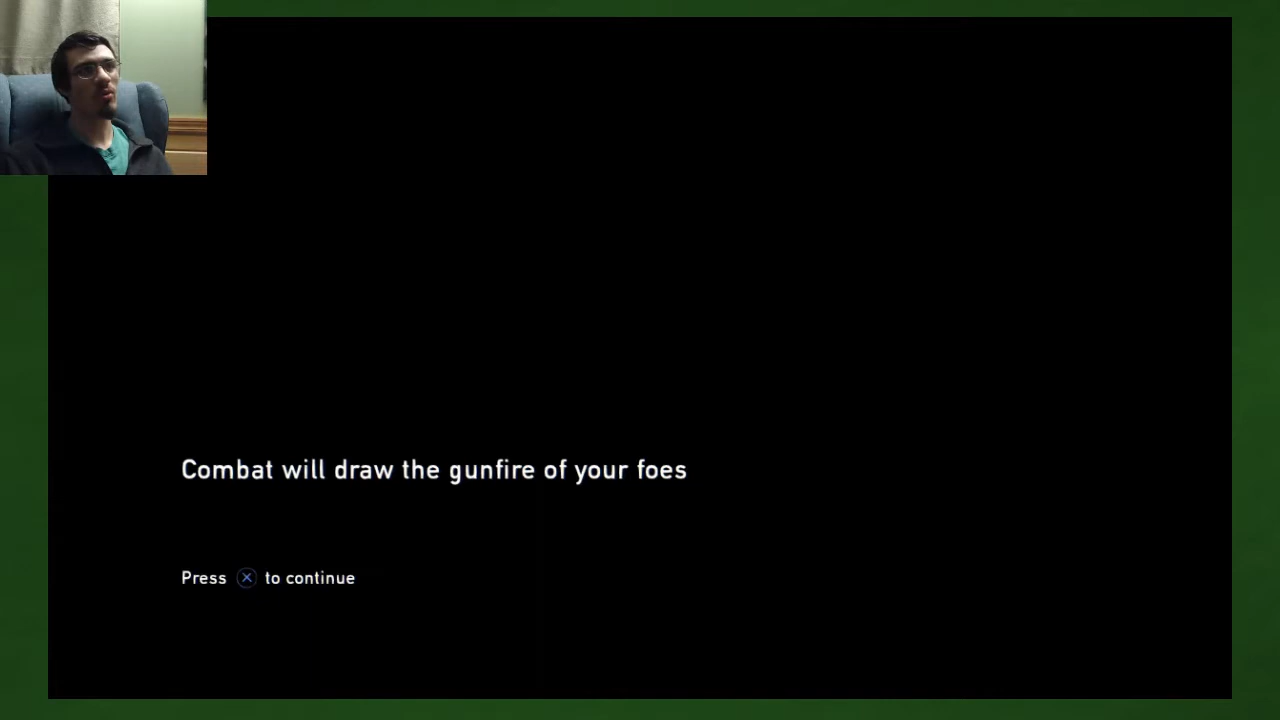 Combat will draw the gunfire of your foes
Press ⓧ to continue